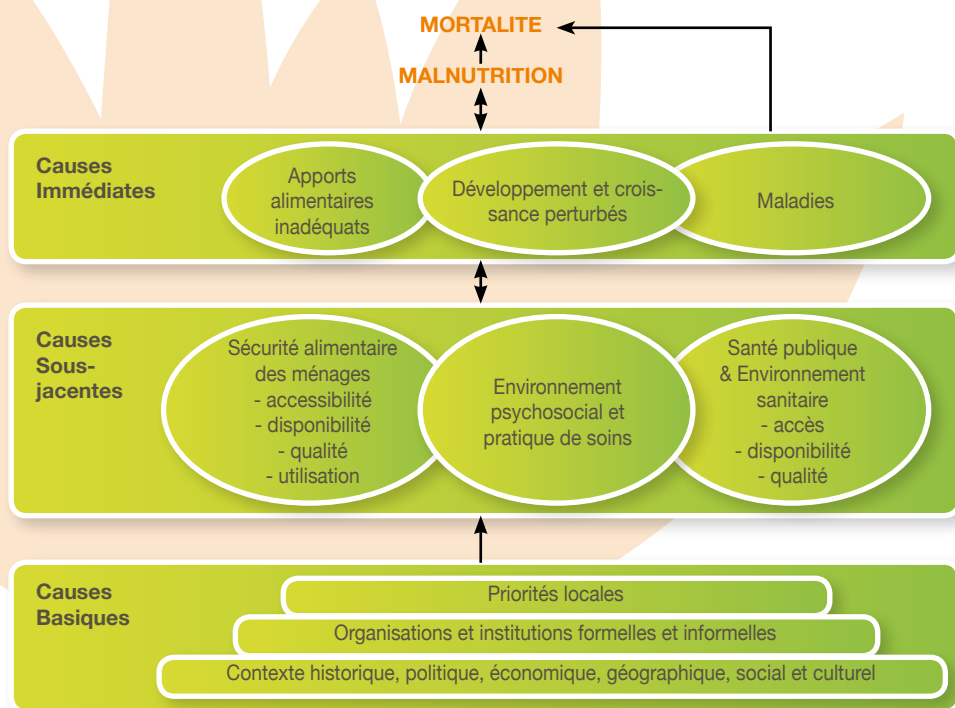 MORTALITE
MALNUTRITION
Causes
Immédiates
Apports
alimentaires
inadéquats
Développement et crois-
sance perturbés
Maladies
Causes
Sous-
jacentes
Sécurité alimentaire
des ménages
- accessibilité
- disponibilité
- qualité
- utilisation
Environnement
psychosocial et
pratique de soins
Santé publique
& Environnement
sanitaire
- accès
- disponibilité
- qualité
Causes
Basiques
Priorités locales
Organisations et institutions formelles et informelles
Contexte historique, politique, économique, géographique, social et culturel